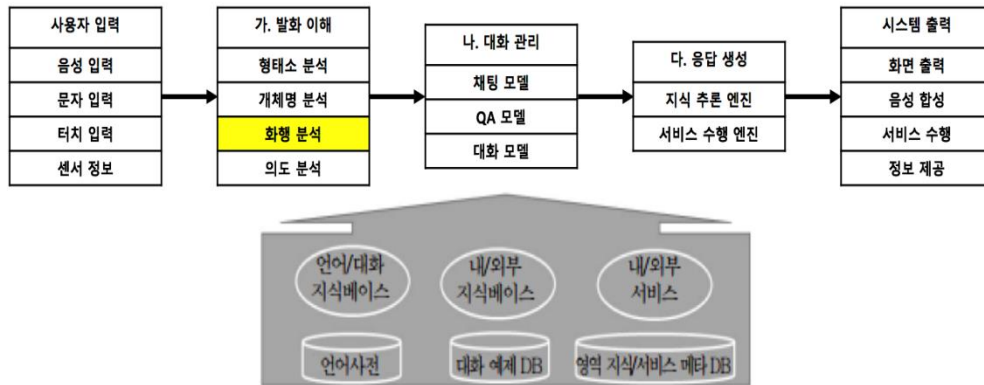 사용자 입력
음성 입력
문자 입력
터치 입력
센서 정보
가. 발화 이해
형태소 분석
개체명 분석
화행 분석
의도 분석
나. 대화 관리
채팅 모델
QA 모델
대화 모델
다. 응답 생성
지식 추론 엔진
서비스 수행 엔진
시스템 출력
화면 출력
음성 합성
서비스 수행
정보 제공
언어/대화
지식베이스
내/외부
지식베이스
내/외부
서비스
언어사전
대화 예제 DB
영역 지식/서비스 메타 DB